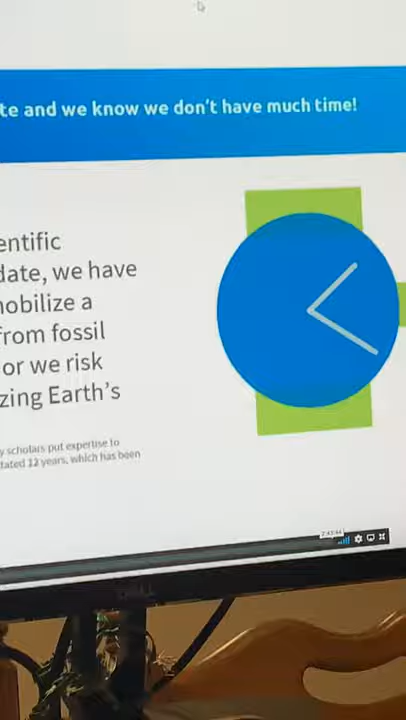 te and we know we don't have much time!
entific
date, we have
nobilize a
from fossil
or we risk
zing Earth's
y scholars put expertise to
tated 12 years, which has been
DELL